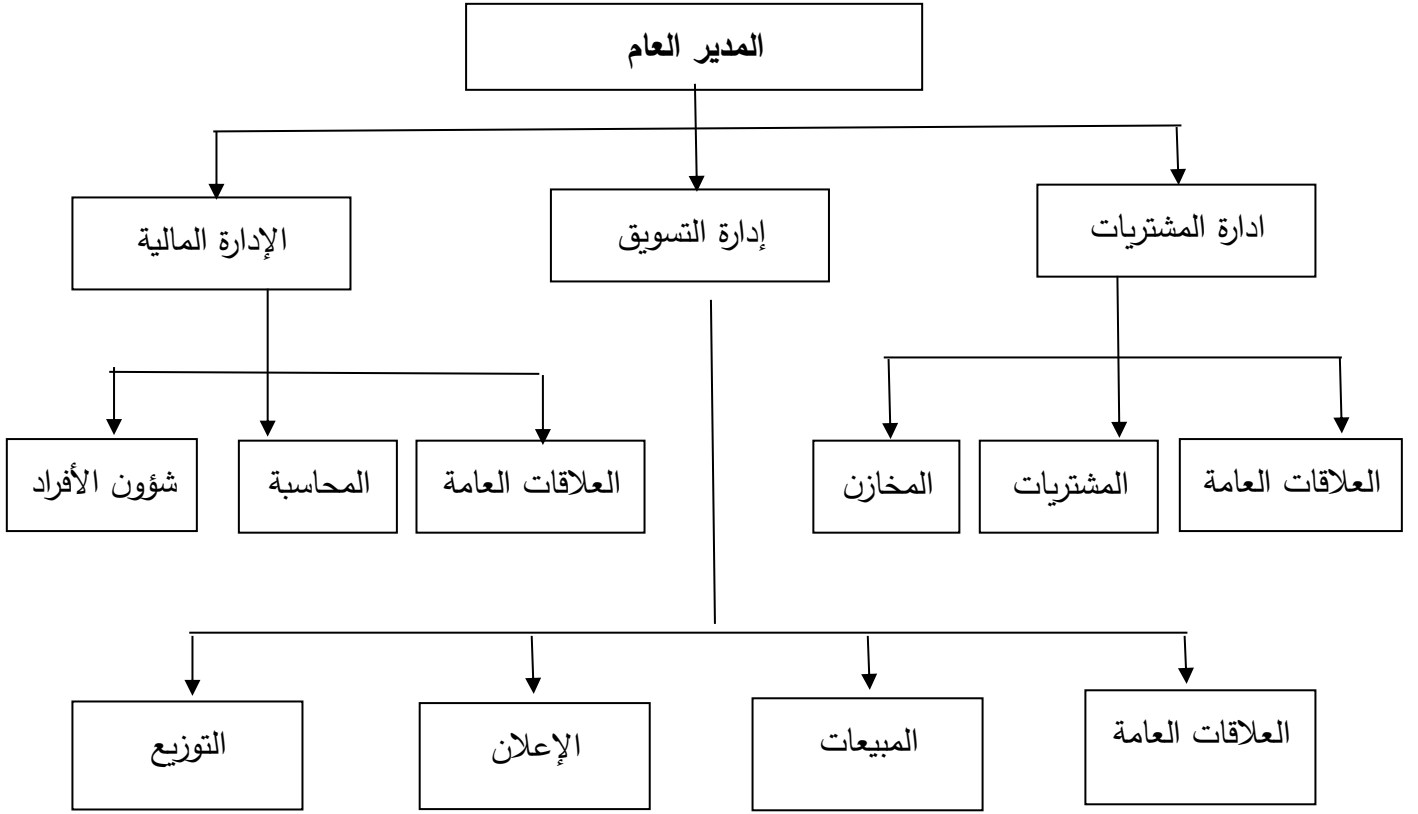 المدير العام
ادارة المشتريات
إدارة التسويق
الإدارة المالية
العلاقات العامة
المشتريات
المخازن
العلاقات العامة
المحاسبة
شؤون الأفراد
العلاقات العامة
المبيعات
الإعلان
التوزيع